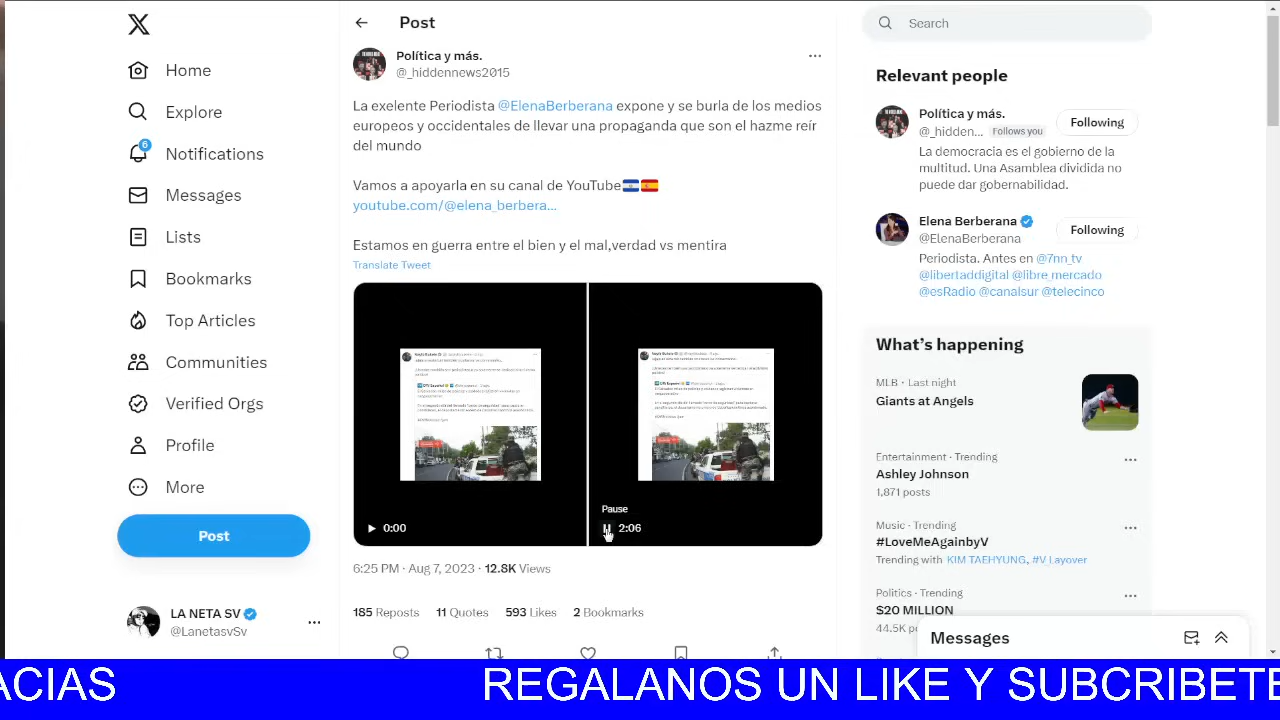 Home
Explore
6
Notifications
Messages
Lists
Bookmarks
Top Articles
Communities
Verified Orgs
Profile
More
Post
LA NETA SV
@LanetasvSv
Post
Política y más.
@_hiddennews2015
La exelente Periodista @ElenaBerberana expone y se burla de los medios
europeos y occidentales de llevar una propaganda que son el hazme reír
del mundo
Vamos a apoyarla en su canal de YouTube
youtube.com/@elena_berbera...
Estamos en guerra entre el bien y el mal,verdad vs mentira
Translate Tweet
0:00
Pause
2:06
6:25 PM · Aug 7, 2023 · 12.8K Views
185 Reposts 11 Quotes 593 Likes 2 Bookmarks
Search
Relevant people
Política y más.
@_hidden... Follows you
Following
La democracia es el gobierno de la
multitud. Una Asamblea dividida no
puede dar gobernabilidad.
Elena Berberana
@ElenaBerberana
Following
Periodista. Antes en @7nn_tv
@libertaddigital @libre_mercado
@esRadio @canalsur @telecinco
What's happening
Giants at Angels
Entertainment · Trending
Ashley Johnson
1,871 posts
Music · Trending
#LoveMeAgainbyV
Trending with KIM TAEHYUNG, #V_Layover
Politics · Trending
$20 MILLION
44.5K
Messages
ACIAS REGALANOS UN LIKE Y SUBCRIBETE